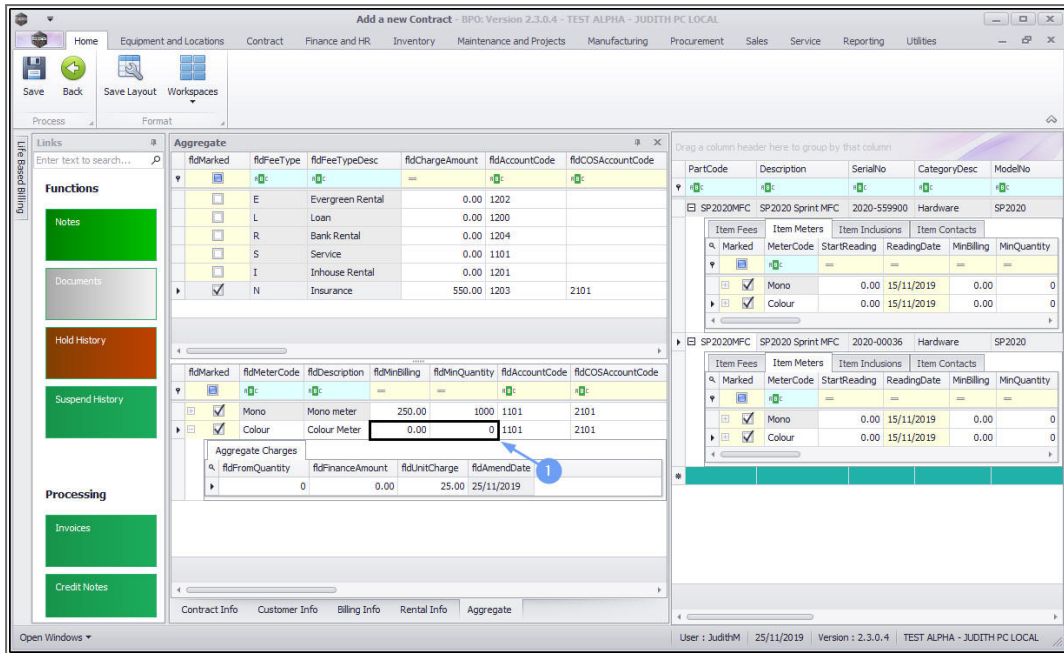 Add a new Contract - BPO: Version 2.3.0.4 - TEST ALPHA - JUDITH PC LOCAL
Home Equipment and Locations Contract Finance and HR Inventory Maintenance and Projects Manufacturing Procurement Sales Service Reporting Utilities
Save Back Save Layout Workspaces
Process Format
Life Based Billing
Links
Enter text to search...
Functions
Notes
Documents
Hold History
Suspend History
Processing
Invoices
Credit Notes
Aggregate
fldMarked fldFeeType fldFeeTypeDesc fldChargeAmount fldAccountCode fldCOSAccountCode
E Evergreen Rental 0.00 1202
L Loan 0.00 1200
R Bank Rental 0.00 1204
S Service 0.00 1101
I Inhouse Rental 0.00 1201
N Insurance 550.00 1203 2101
fldMarked fldMeterCode fldDescription fldMinBilling fldMinQuantity fldAccountCode fldCOSAccountCode
Mono Mono meter 250.00 1000 1101 2101
Colour Colour Meter 0.00 0 1101 2101
Aggregate Charges
fldFromQuantity fldFinanceAmount fldUnitCharge fldAmendDate
0 0.00 25.00 25/11/2019
1
Contract Info Customer Info Billing Info Rental Info Aggregate
Drag a column header here to group by that column
PartCode Description SerialNo CategoryDesc ModelNo
SP2020MFC SP2020 Sprint MFC 2020-559900 Hardware SP2020
Item Fees Item Meters Item Inclusions Item Contacts
Marked MeterCode StartReading ReadingDate MinBilling MinQuantity
Mono 0.00 15/11/2019 0.00 0
Colour 0.00 15/11/2019 0.00 0
SP2020MFC SP2020 Sprint MFC 2020-00036 Hardware SP2020
Item Fees Item Meters Item Inclusions Item Contacts
Marked MeterCode StartReading ReadingDate MinBilling MinQuantity
Mono 0.00 15/11/2019 0.00 0
Colour 0.00 15/11/2019 0.00 0
Open Windows User : JudithM 25/11/2019 Version : 2.3.0.4 TEST ALPHA - JUDITH PC LOCAL